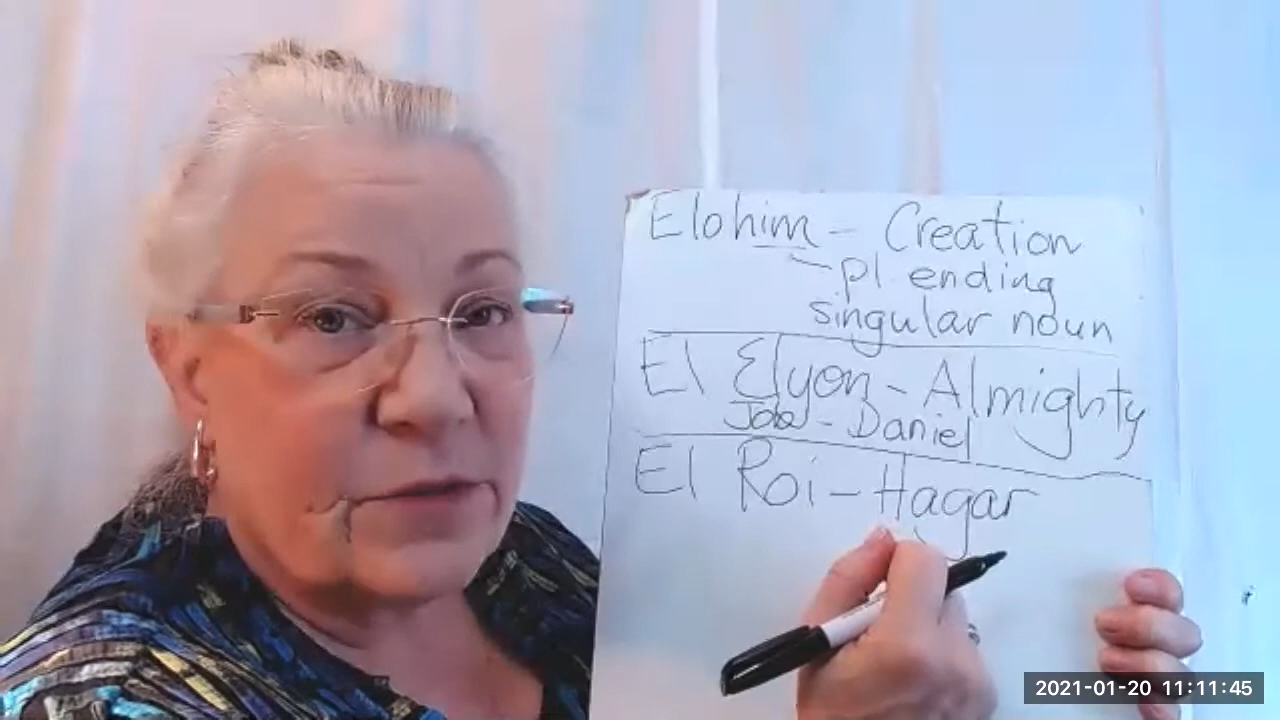 Elohim - Creation
pl ending
singular noun
El Elyon - Almighty
Job - Daniel
El Roi - Hagar
2021-01-20 11:11:45